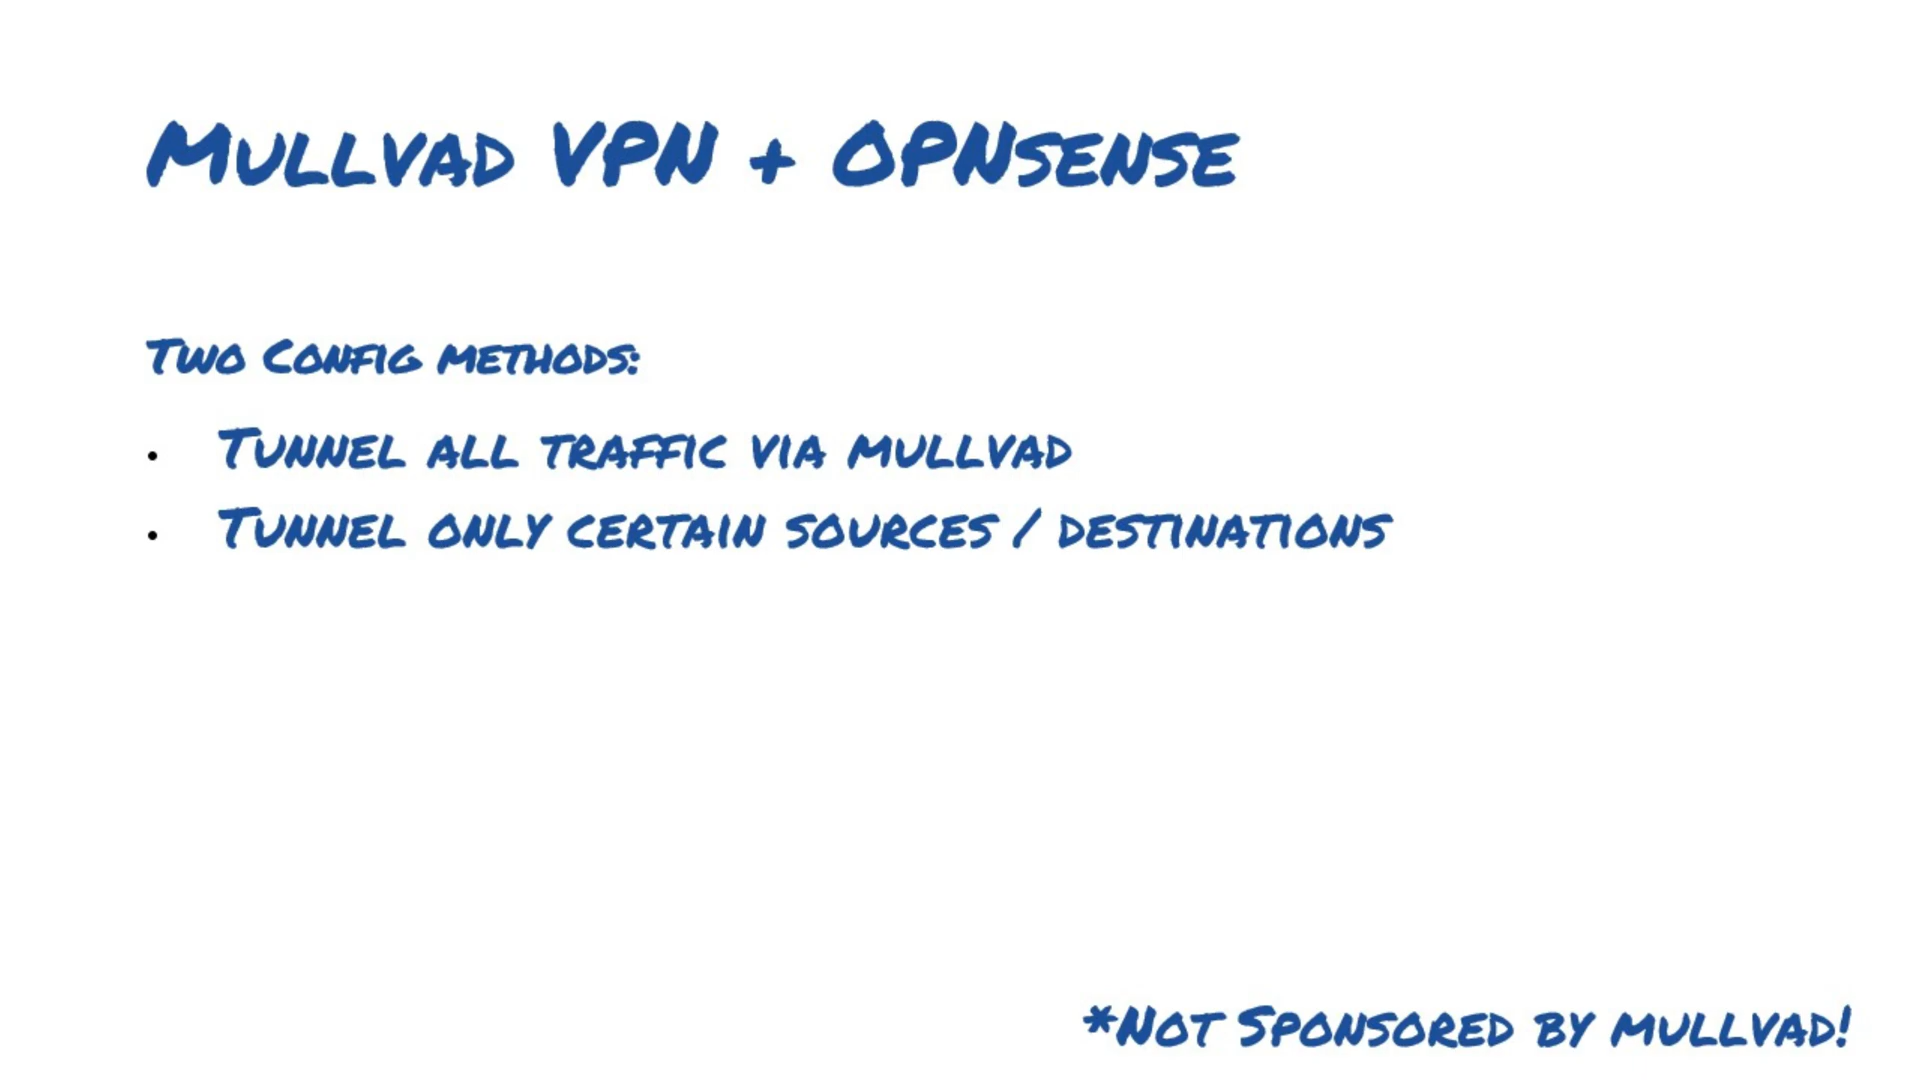 Mullvad VPN + OPNsense
Two Config methods:
• Tunnel all traffic via mullvad
• Tunnel only certain sources / destinations
*Not Sponsored by mullvad!